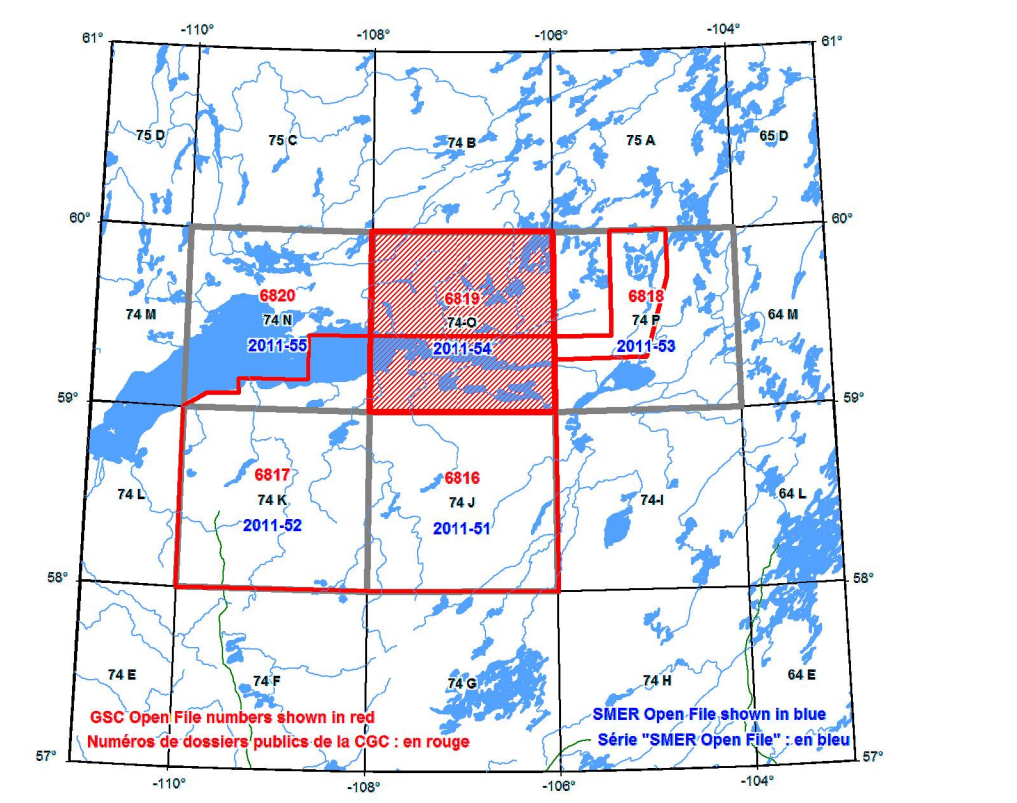 -110°
-108°
-106°
-104°
61°
61°
75 D
75 C
74 B
75 A
65 D
60°
60°
6820
6819
6818
74 M
74 N
74-O
74 P
64 M
2011-55
2011-54
2011-53
59°
59°
6817
6816
74 L
74 K
74 J
74-I
64 L
2011-52
2011-51
58°
58°
74 E
74 F
74 G
74 H
64 E
GSC Open File numbers shown in red
SMER Open File shown in blue
Numéros de dossiers publics de la CGC : en rouge
Série "SMER Open File" : en bleu
57°
57°
-110°
-108°
-106°
-104°